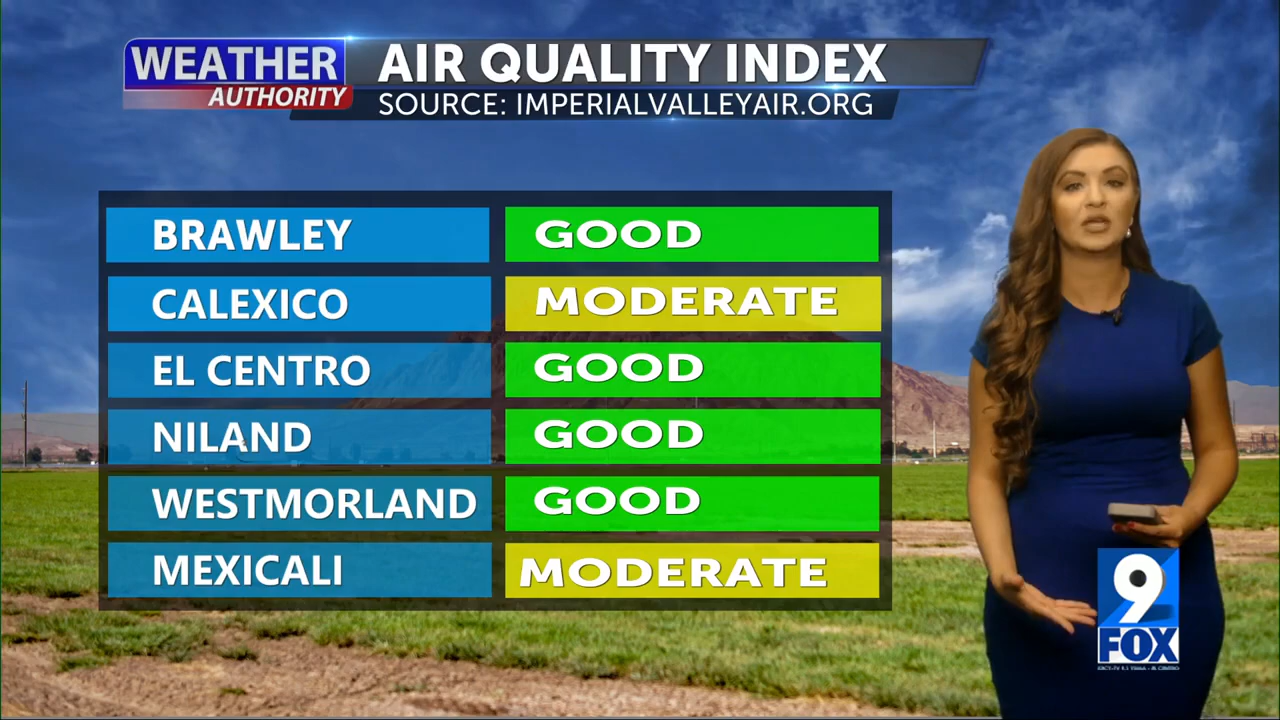 WEATHER
AUTHORITY
AIR QUALITY INDEX
SOURCE: IMPERIALVALLEYAIR.ORG
BRAWLEY GOOD
CALEXICO MODERATE
EL CENTRO GOOD
NILAND GOOD
WESTMORLAND GOOD
MEXICALI MODERATE
9
FOX